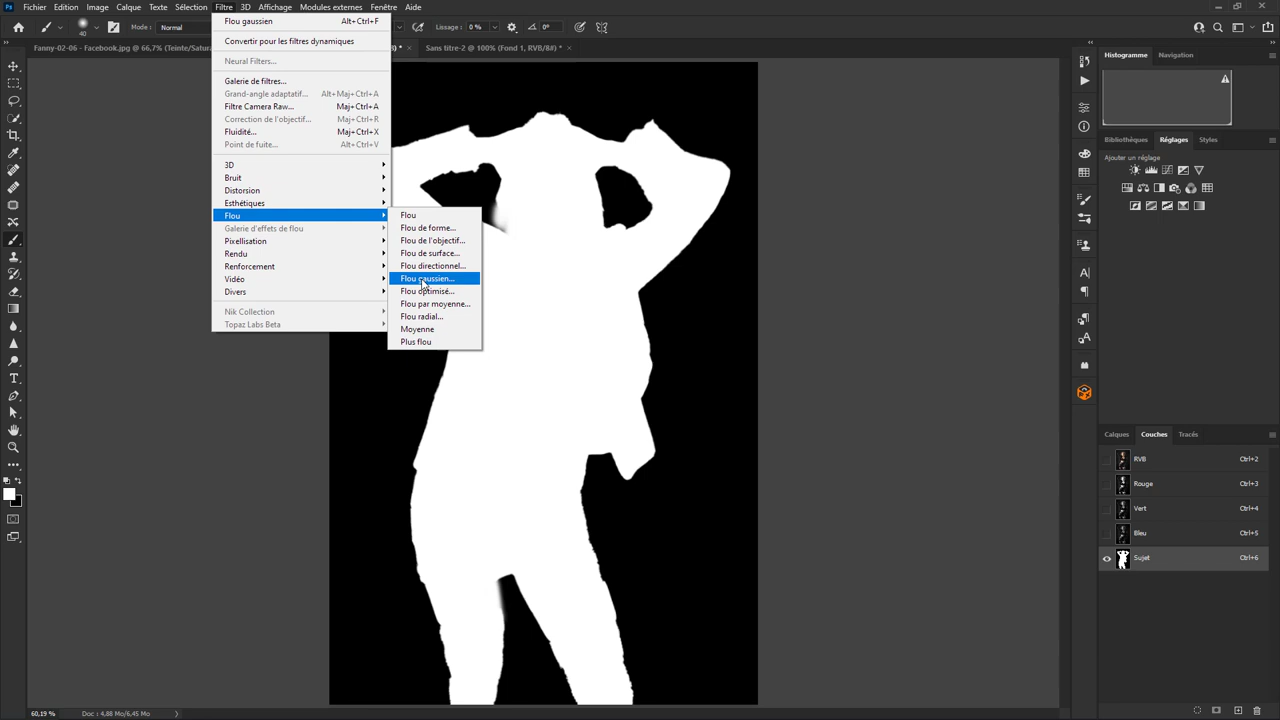 Ps Fichier Edition Image Calque Texte Sélection Filtre 3D Affichage Modules externes Fenêtre Aide
40 Mode : Normal Lissage : 0 % 0°
Fanny-02-06 - Facebook.jpg @ 66,7% (Teinte/Satur
Sans titre-2 @ 100% (Fond 1, RVB/8#) *
Flou gaussien Alt+Ctrl+F
Convertir pour les filtres dynamiques
Neural Filters...
Galerie de filtres...
Grand-angle adaptatif... Alt+Maj+Ctrl+A
Filtre Camera Raw... Maj+Ctrl+A
Correction de l'objectif... Maj+Ctrl+R
Fluidité... Maj+Ctrl+X
Point de fuite... Alt+Ctrl+V
3D
Bruit
Distorsion
Esthétiques
Flou
Galerie d'effets de flou
Pixellisation
Rendu
Renforcement
Vidéo
Divers
Nik Collection
Topaz Labs Beta
Flou
Flou de forme...
Flou de l'objectif...
Flou de surface...
Flou directionnel...
Flou gaussien...
Flou optimisé...
Flou par moyenne...
Flou radial...
Moyenne
Plus flou
Histogramme Navigation
Bibliothèques Réglages Styles
Ajouter un réglage
Calques Couches Tracés
RVB Ctrl+2
Rouge Ctrl+3
Vert Ctrl+4
Bleu Ctrl+5
Sujet Ctrl+6
60,19 % Doc : 4,88 Mo/6,45 Mo